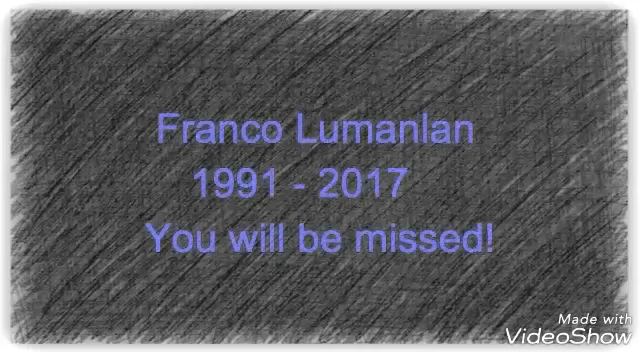 Franco Lumanlan
1991 - 2017
You will be missed!
Made with
VideoShow